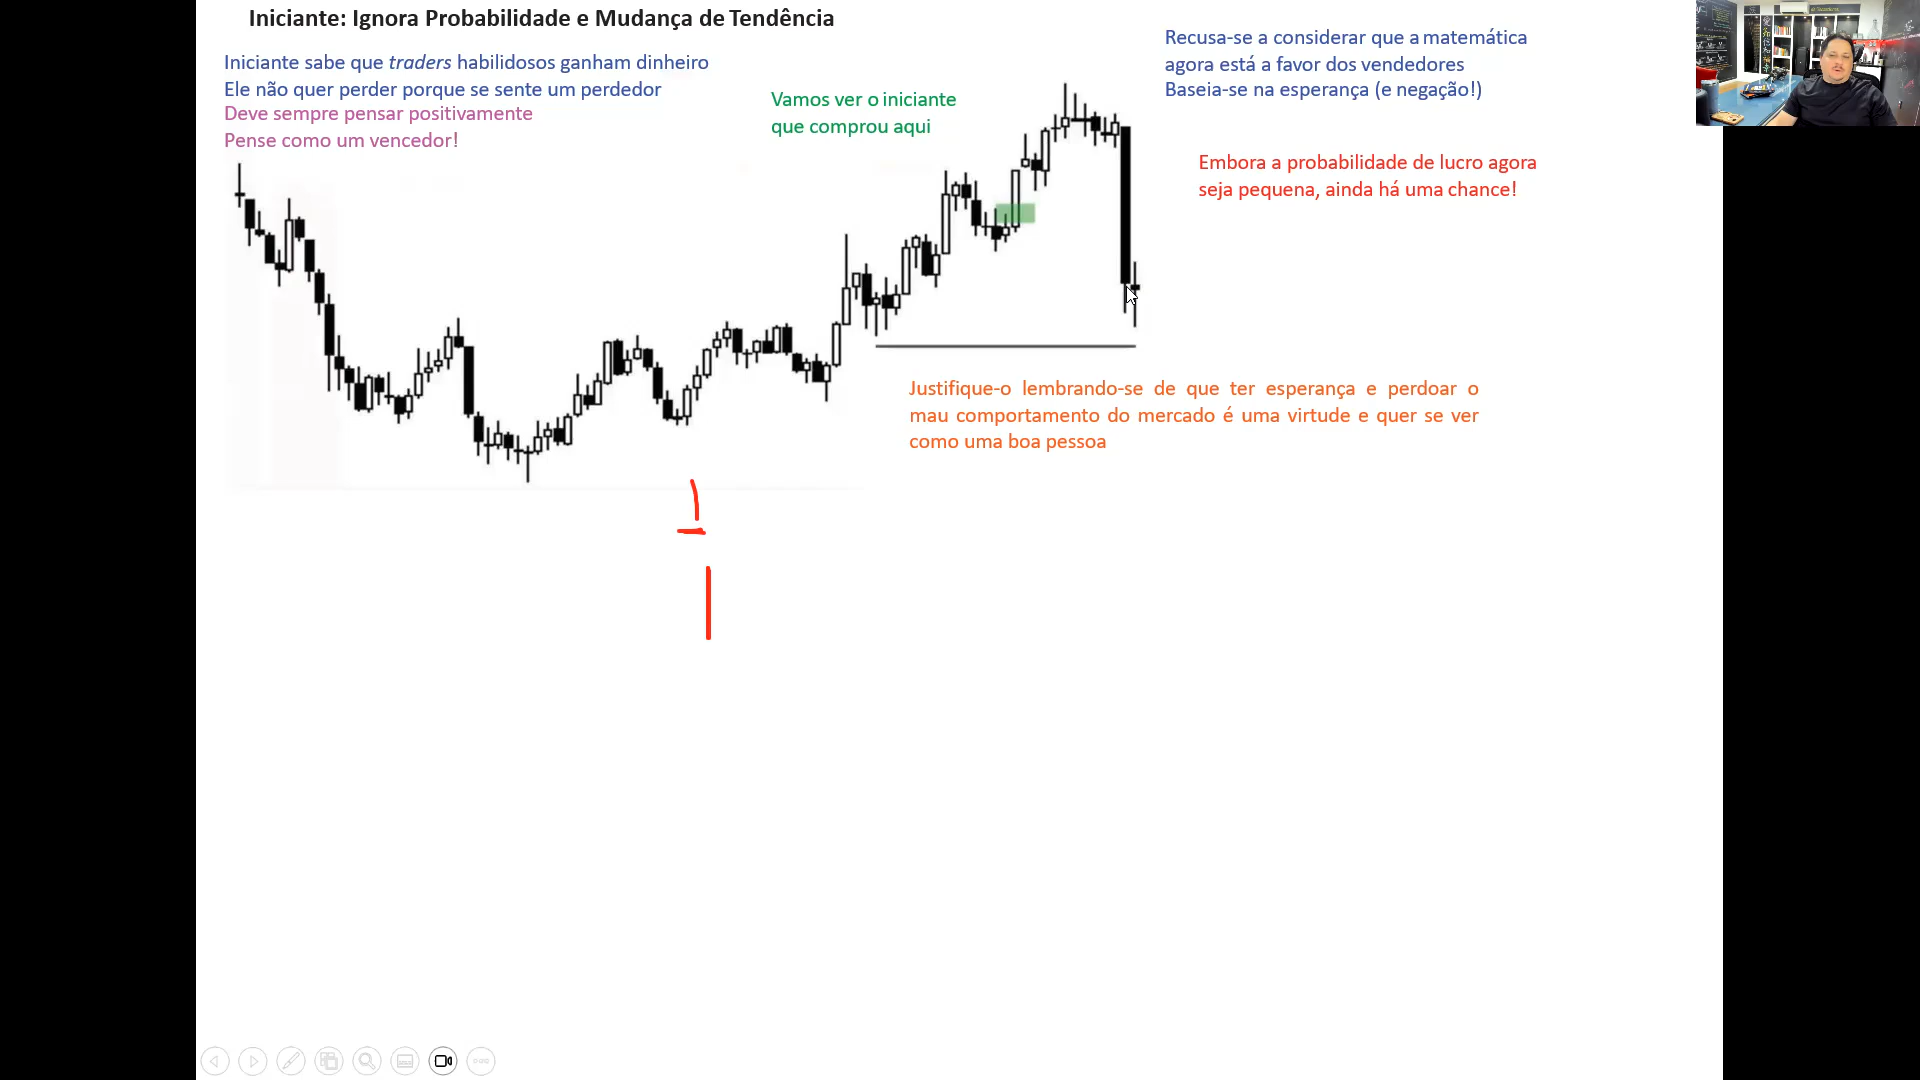 Iniciante: Ignora Probabilidade e Mudança de Tendência
Iniciante sabe que traders habilidosos ganham dinheiro
Ele não quer perder porque se sente um perdedor
Deve sempre pensar positivamente
Pense como um vencedor!
Vamos ver o iniciante
que comprou aqui
Recusa-se a considerar que a matemática
agora está a favor dos vendedores
Baseia-se na esperança (e negação!)
Embora a probabilidade de lucro agora
seja pequena, ainda há uma chance!
Justifique-o lembrando-se de que ter esperança e perdoar o
mau comportamento do mercado é uma virtude e quer se ver
como uma boa pessoa